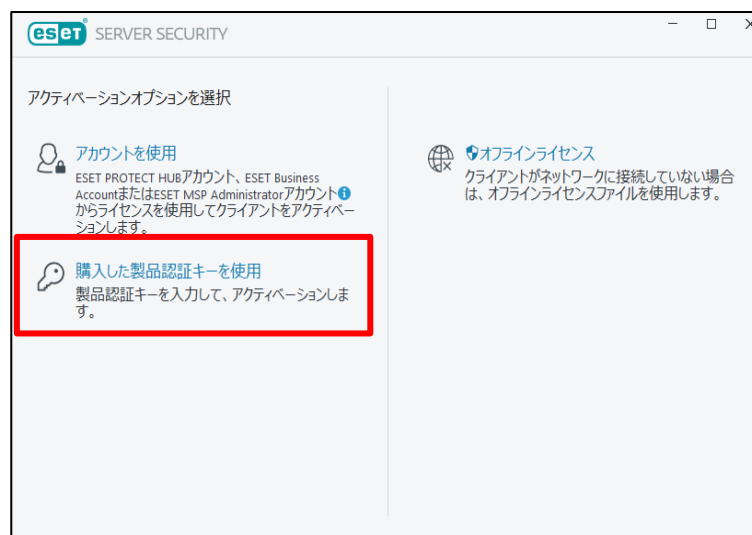 eset SERVER SECURITY
アクティベーションオプションを選択
アカウントを使用
ESET PROTECT HUBアカウント、ESET Business
AccountまたはESET MSP Administratorアカウント
からライセンスを使用してクライアントをアクティベー
ションします。
購入した製品認証キーを使用
製品認証キーを入力して、アクティベーションしま
す。
オフラインライセンス
クライアントがネットワークに接続していない場合
は、オフラインライセンスファイルを使用します。